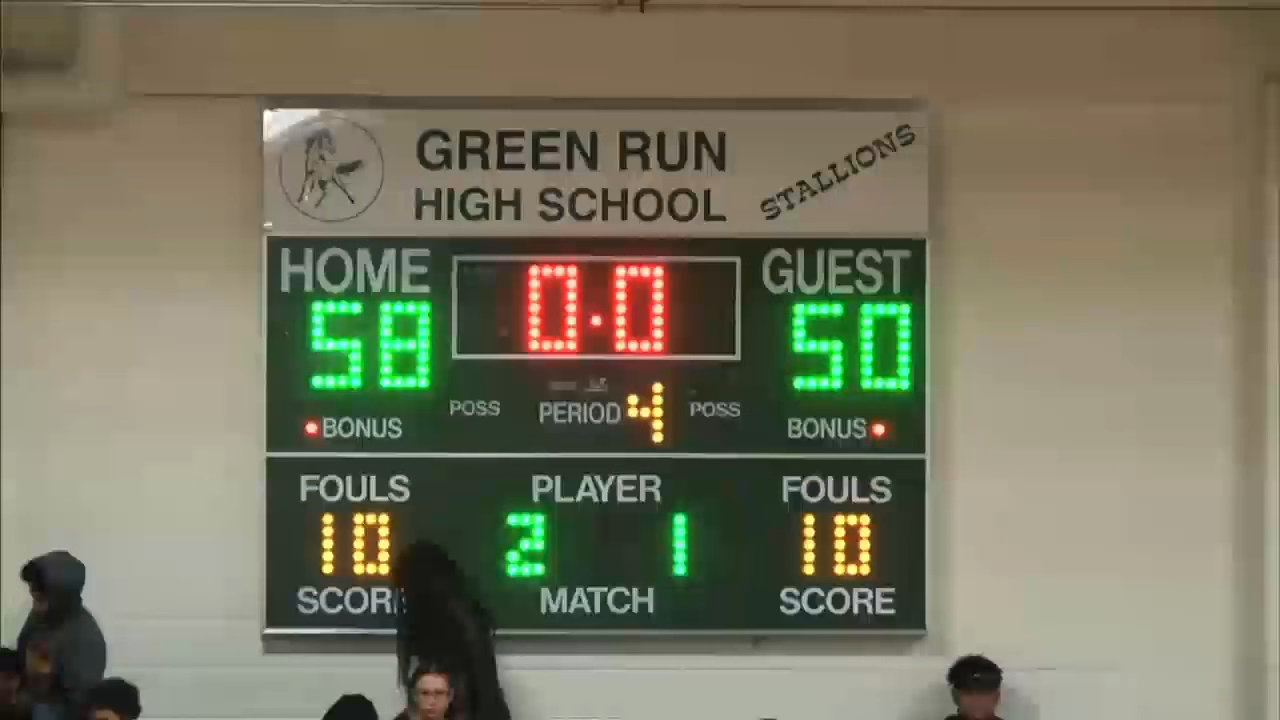 GREEN RUN
HIGH SCHOOL
STALLIONS
HOME
0.0
GUEST
58
50
POSS
PERIOD 4
POSS
BONUS
BONUS
FOULS
PLAYER
FOULS
10
2 1
10
SCORE
MATCH
SCORE